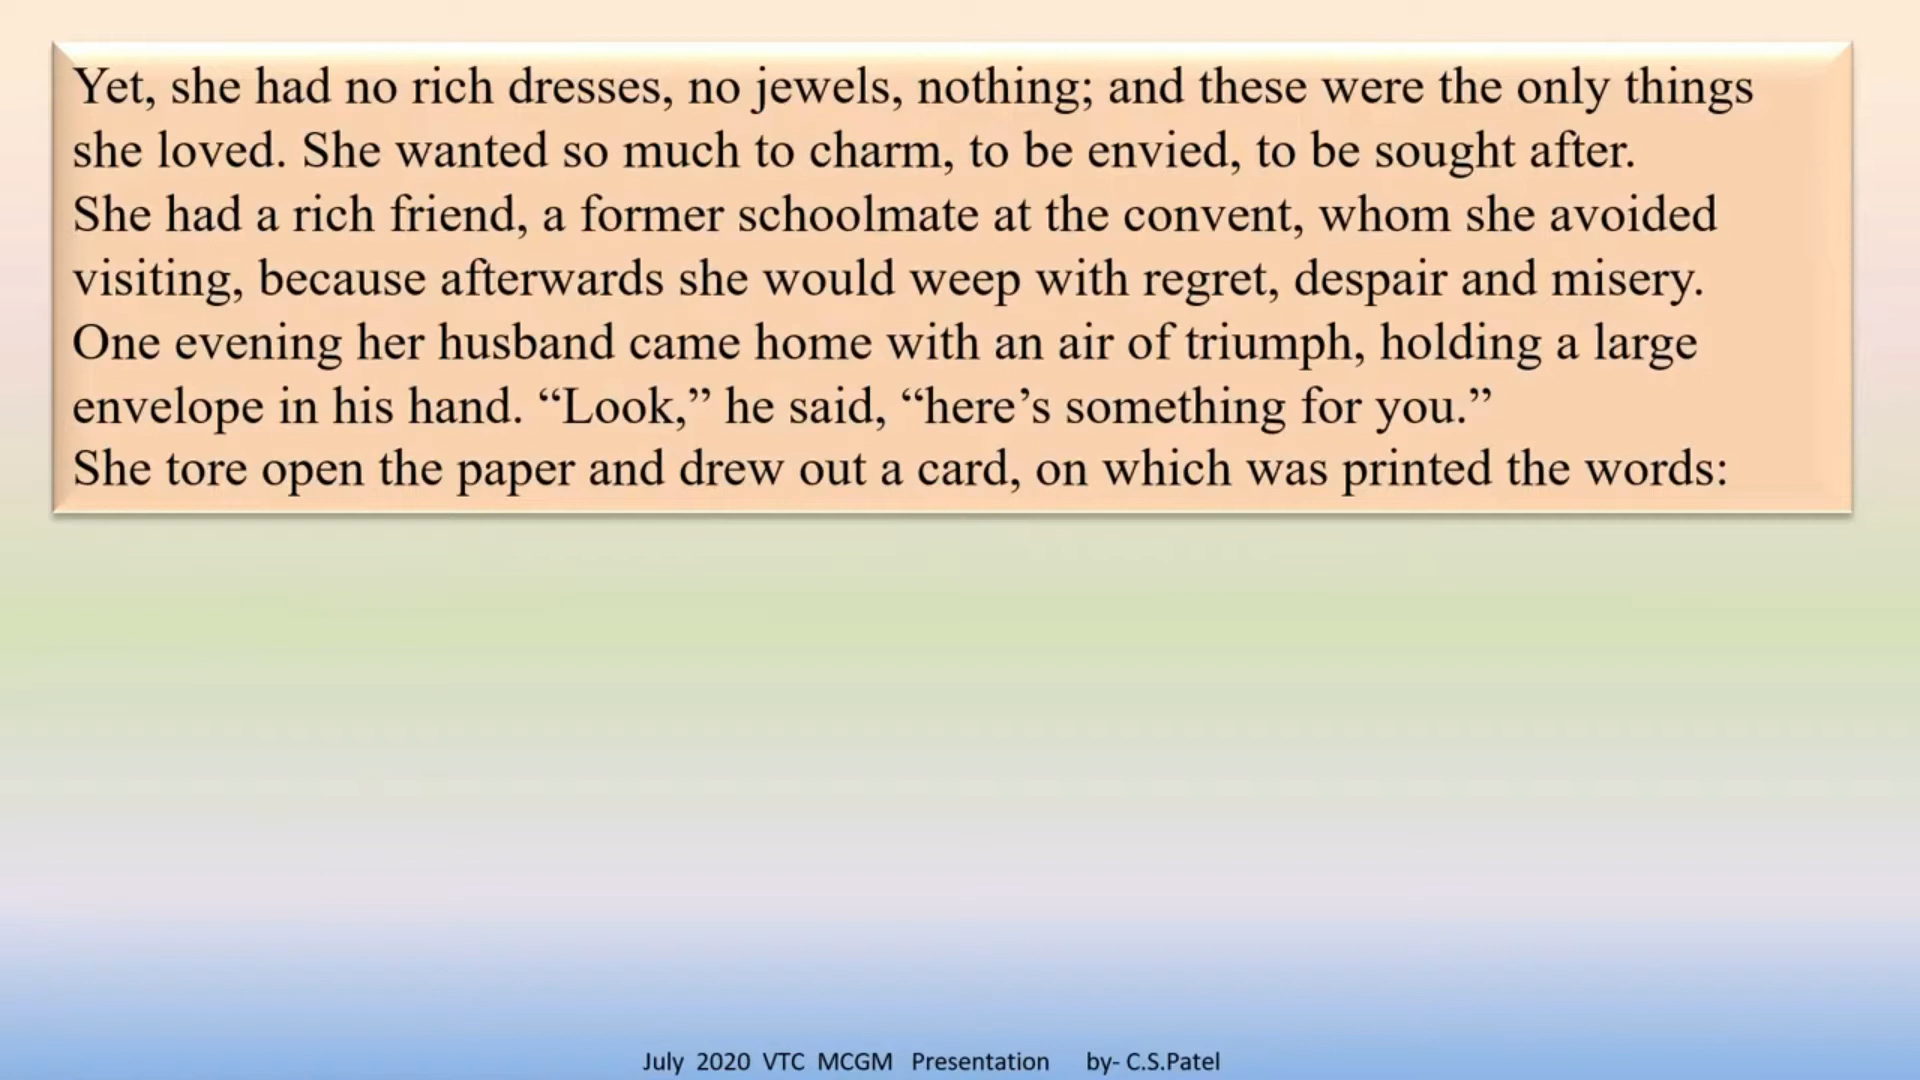 Yet, she had no rich dresses, no jewels, nothing; and these were the only things
she loved. She wanted so much to charm, to be envied, to be sought after.
She had a rich friend, a former schoolmate at the convent, whom she avoided
visiting, because afterwards she would weep with regret, despair and misery.
One evening her husband came home with an air of triumph, holding a large
envelope in his hand. “Look,” he said, “here’s something for you.”
She tore open the paper and drew out a card, on which was printed the words:
July 2020 VTC MCGM Presentation by- C.S.Patel